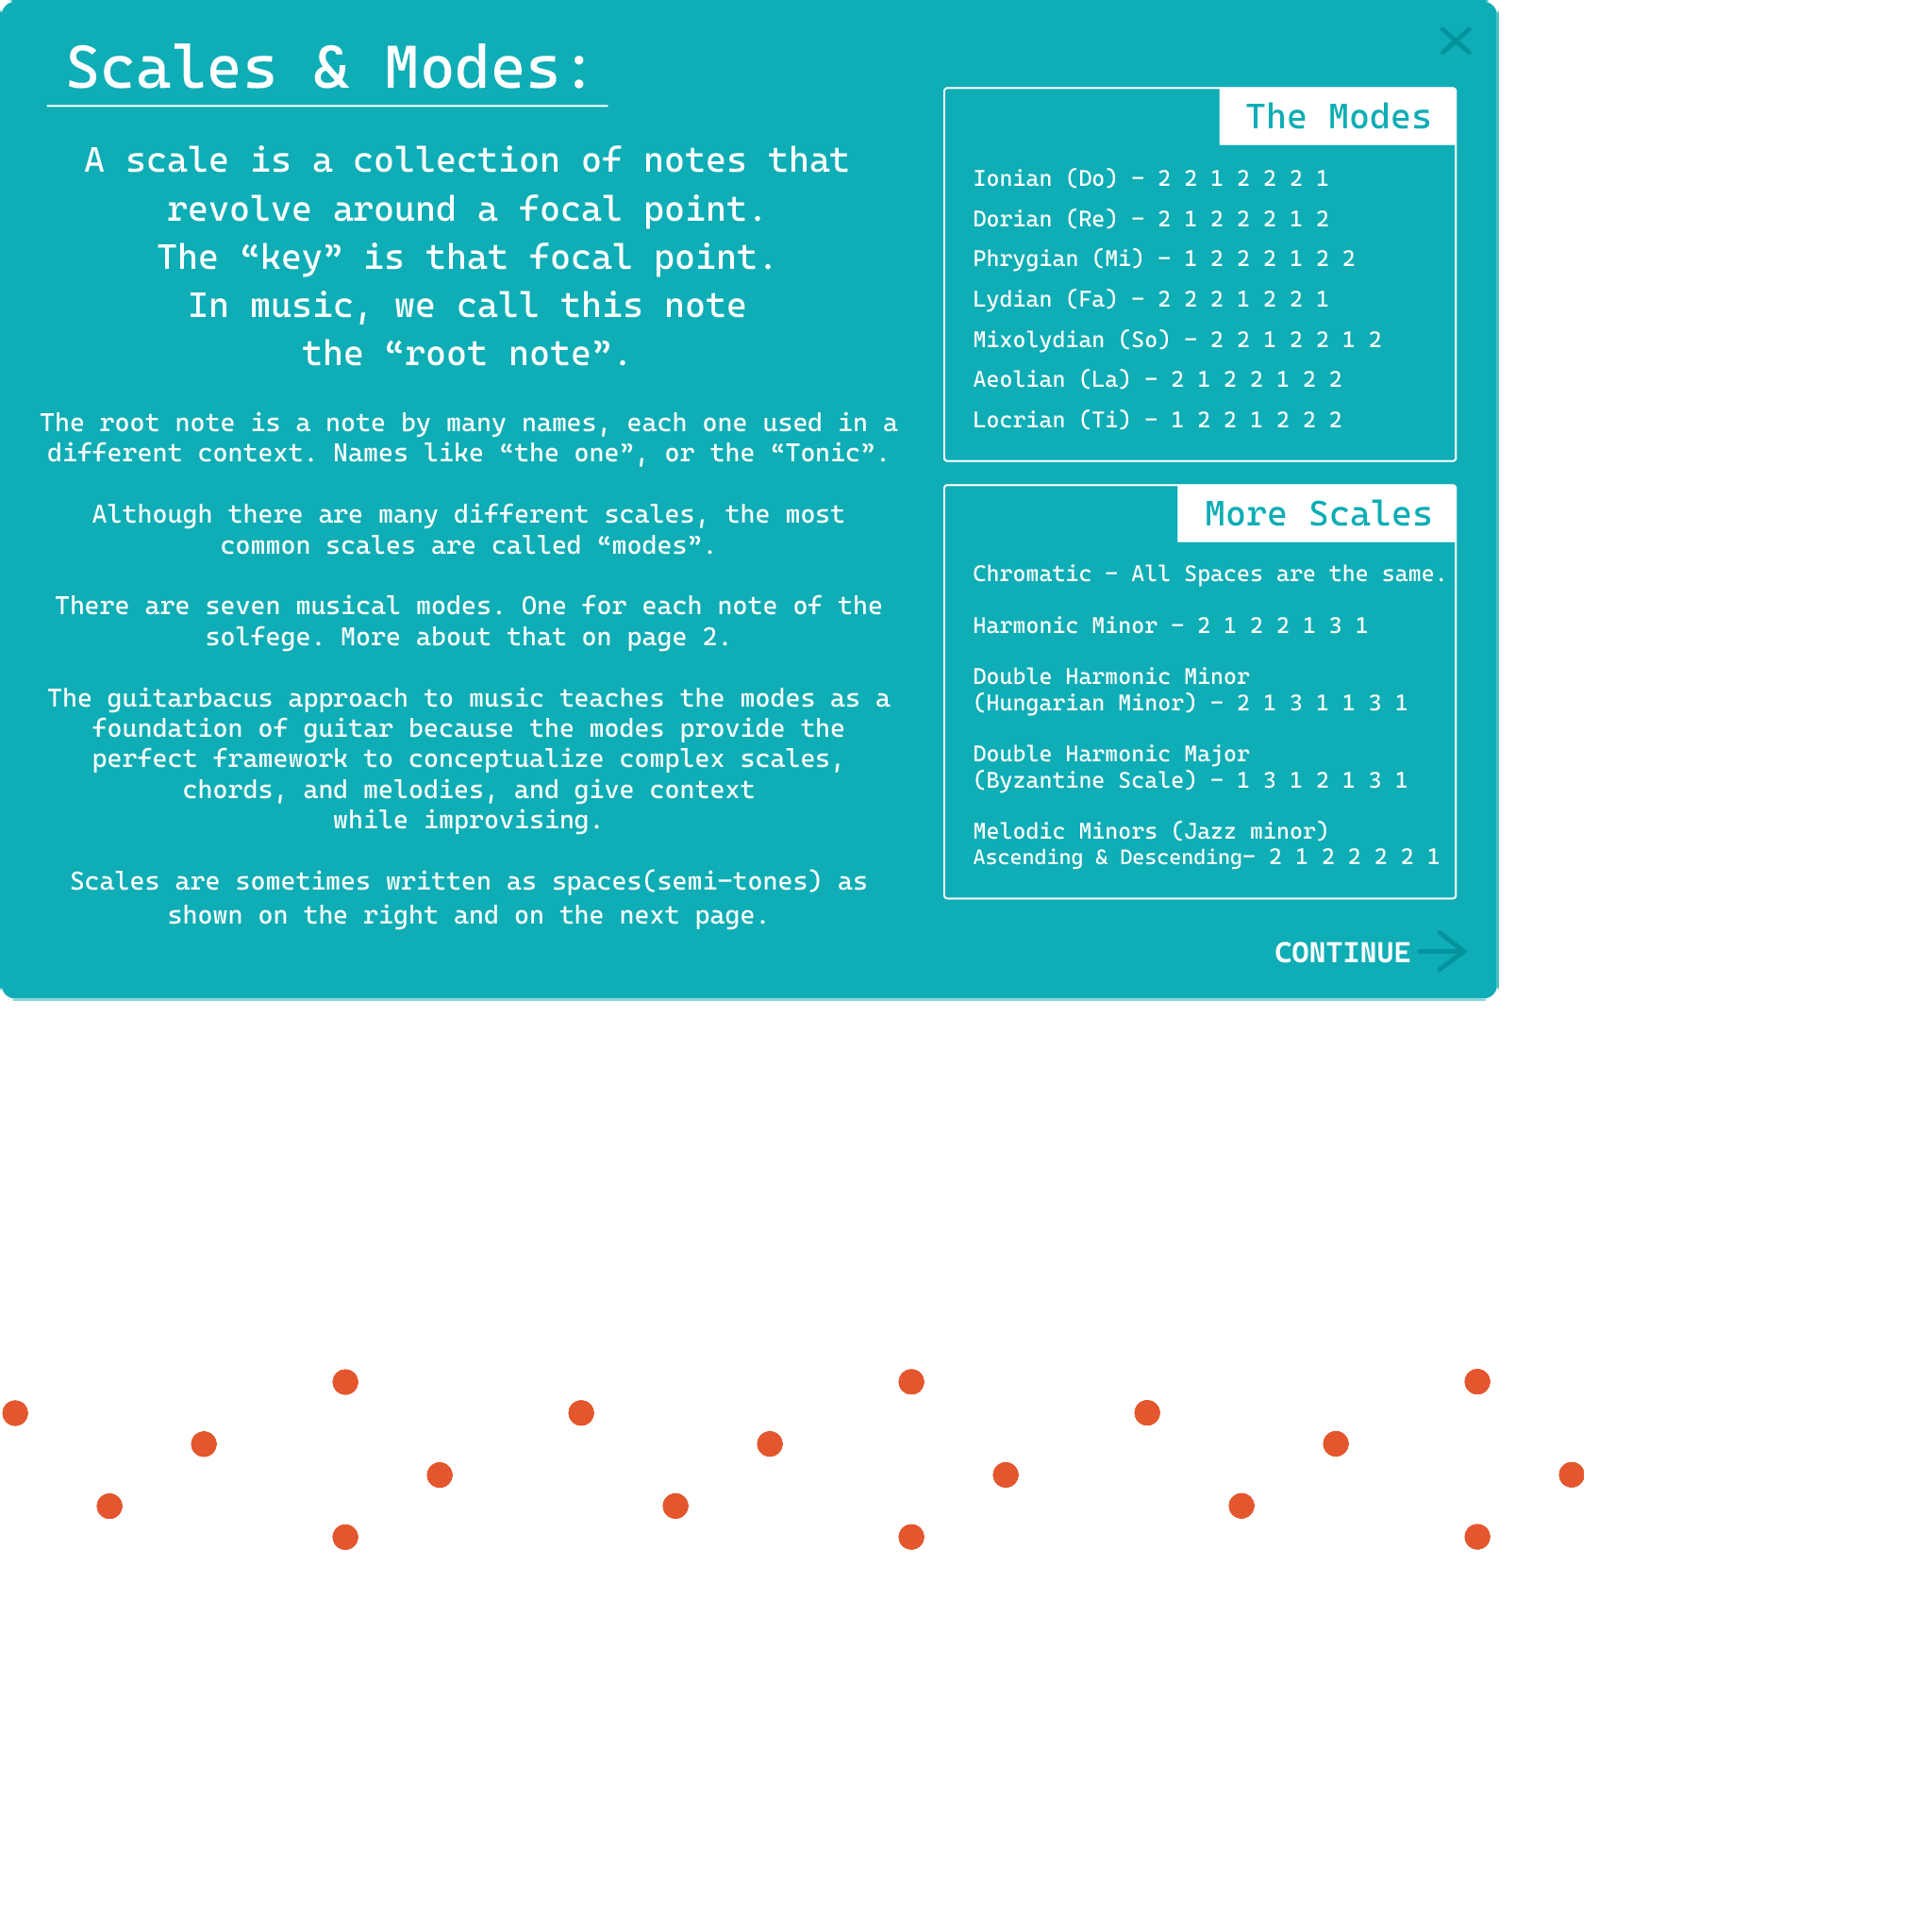 Scales & Modes:
A scale is a collection of notes that
revolve around a focal point.
The “key” is that focal point.
In music, we call this note
the “root note”.
The root note is a note by many names, each one used in a
different context. Names like “the one”, or the “Tonic”.
Although there are many different scales, the most
common scales are called “modes”.
There are seven musical modes. One for each note of the
solfege. More about that on page 2.
The guitarbacus approach to music teaches the modes as a
foundation of guitar because the modes provide the
perfect framework to conceptualize complex scales,
chords, and melodies, and give context
while improvising.
Scales are sometimes written as spaces(semi-tones) as
shown on the right and on the next page.
The Modes
Ionian (Do) - 2 2 1 2 2 2 1
Dorian (Re) - 2 1 2 2 2 1 2
Phrygian (Mi) - 1 2 2 2 1 2 2
Lydian (Fa) - 2 2 2 1 2 2 1
Mixolydian (So) - 2 2 1 2 2 1 2
Aeolian (La) - 2 1 2 2 1 2 2
Locrian (Ti) - 1 2 2 1 2 2 2
More Scales
Chromatic - All Spaces are the same.
Harmonic Minor - 2 1 2 2 1 3 1
Double Harmonic Minor
(Hungarian Minor) - 2 1 3 1 1 3 1
Double Harmonic Major
(Byzantine Scale) - 1 3 1 2 1 3 1
Melodic Minors (Jazz minor)
Ascending & Descending- 2 1 2 2 2 2 1
CONTINUE